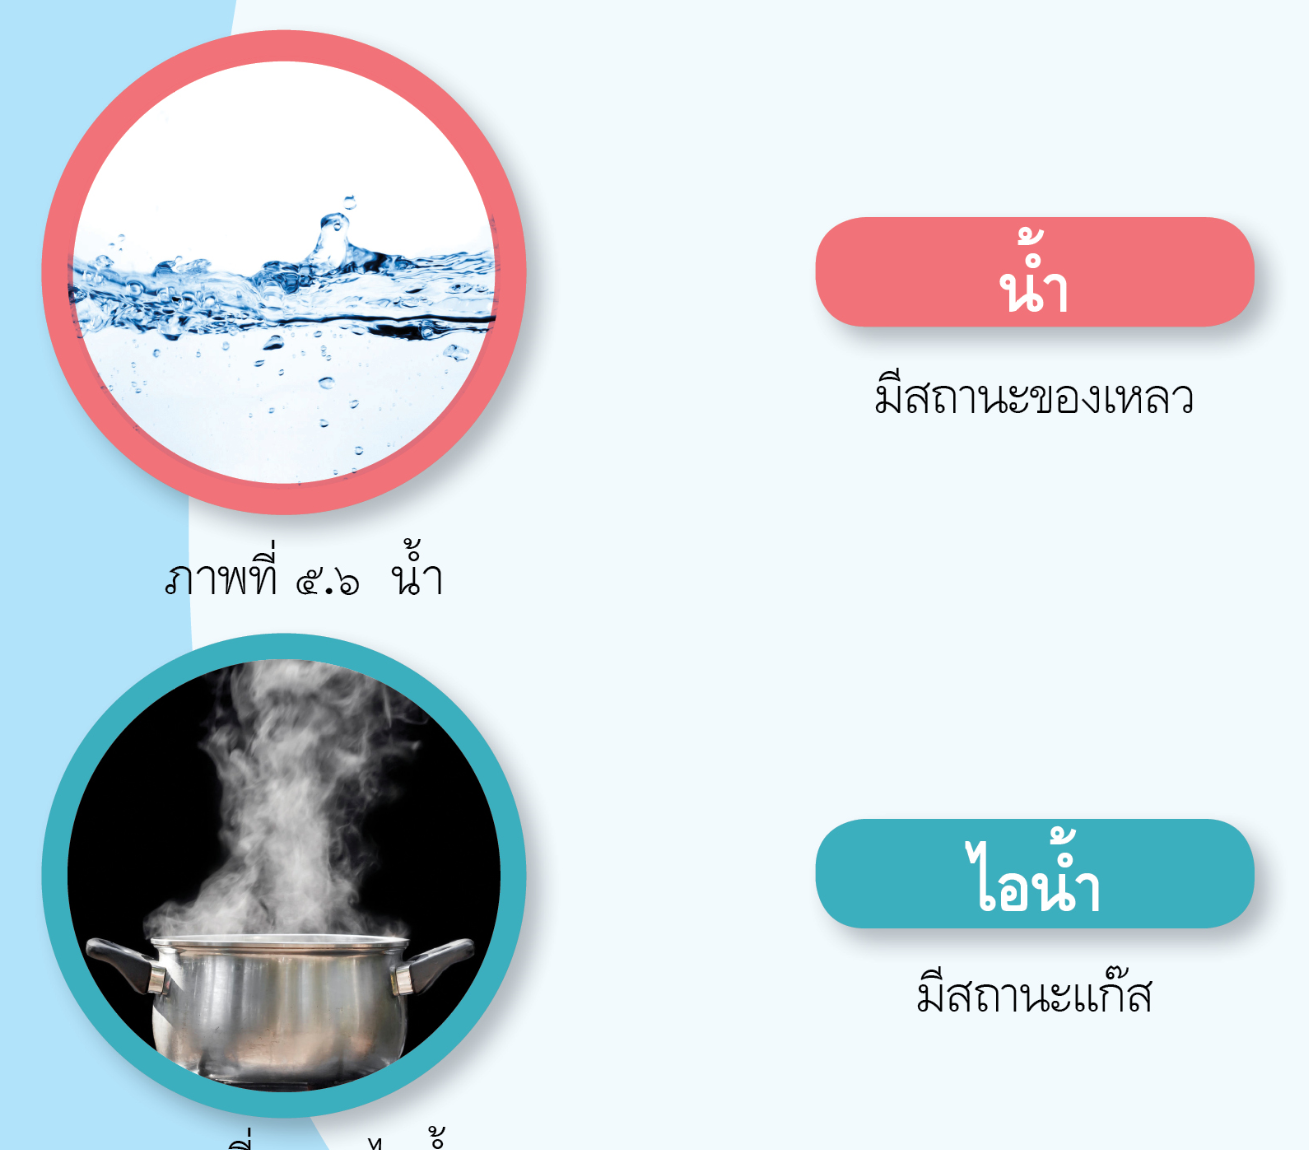 น้ำ
มีสถานะของเหลว
ภาพที่ ๕.๖ น้ำ
ไอน้ำ
มีสถานะแก๊ส